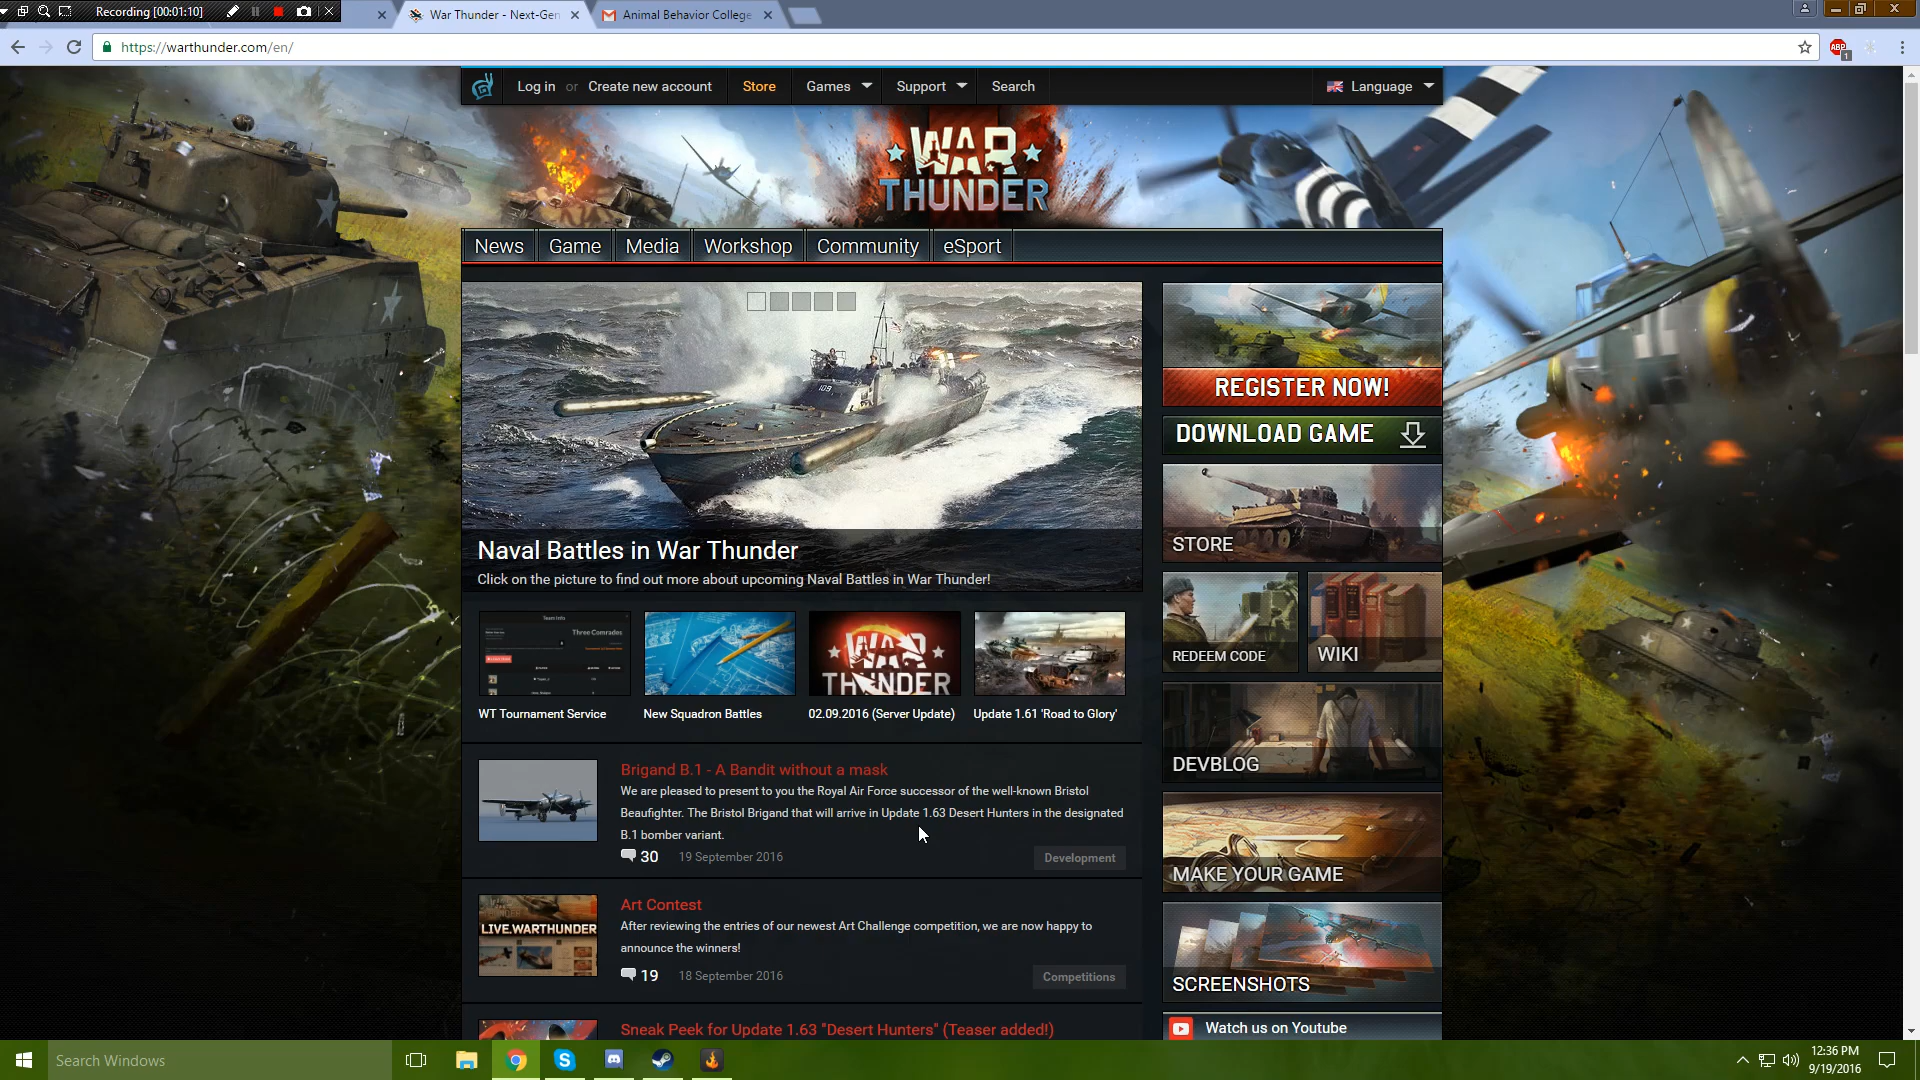 Recording [00:01:10]
War Thunder - Next-Gen
Animal Behavior College
https://warthunder.com/en/
ABP
1
Log in or Create new account
Store
Games
Support
Search
Language
WAR
THUNDER
News
Game
Media
Workshop
Community
eSport
109
Naval Battles in War Thunder
Click on the picture to find out more about upcoming Naval Battles in War Thunder!
REGISTER NOW!
DOWNLOAD GAME
STORE
REDEEM CODE
WIKI
DEVBLOG
MAKE YOUR GAME
SCREENSHOTS
Watch us on Youtube
Team Info
Three Comrades
WAR
THUNDER
WT Tournament Service
New Squadron Battles
02.09.2016 (Server Update)
Update 1.61 'Road to Glory'
Brigand B.1 - A Bandit without a mask
We are pleased to present to you the Royal Air Force successor of the well-known Bristol
Beaufighter. The Bristol Brigand that will arrive in Update 1.63 Desert Hunters in the designated
B.1 bomber variant.
30
19 September 2016
Development
LIVE.WARTHUNDER
Art Contest
After reviewing the entries of our newest Art Challenge competition, we are now happy to
announce the winners!
19
18 September 2016
Competitions
Sneak Peek for Update 1.63 "Desert Hunters" (Teaser added!)
Search Windows
12:36 PM
9/19/2016